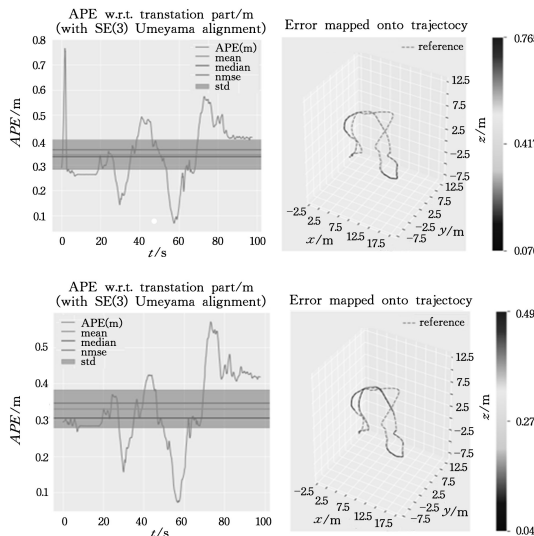 APE w.r.t. transtation part/m
(with SE(3) Umeyama alignment)
0.8
0.7
0.6
0.5
0.4
0.3
0.2
0.1
APE/m
APE(m)
mean
median
nmse
std
0 20 40 60 80 100
t/s
Error mapped onto trajectocy
reference
12.5
7.5
2.5
-2.5
-7.5
z/m
12.5
7.5
2.5
-2.5
-7.5
y/m
-2.5
2.5
7.5
12.5
17.5
x/m
0.765
0.417
0.070
APE w.r.t. transtation part/m
(with SE(3) Umeyama alignment)
0.5
0.4
0.3
0.2
0.1
APE/m
APE(m)
mean
median
nmse
std
0 20 40 60 80 100
t/s
Error mapped onto trajectocy
reference
12.5
7.5
2.5
-2.5
-7.5
z/m
12.5
7.5
2.5
-2.5
-7.5
y/m
-2.5
2.5
7.5
12.5
17.5
x/m
0.49
0.27
0.04